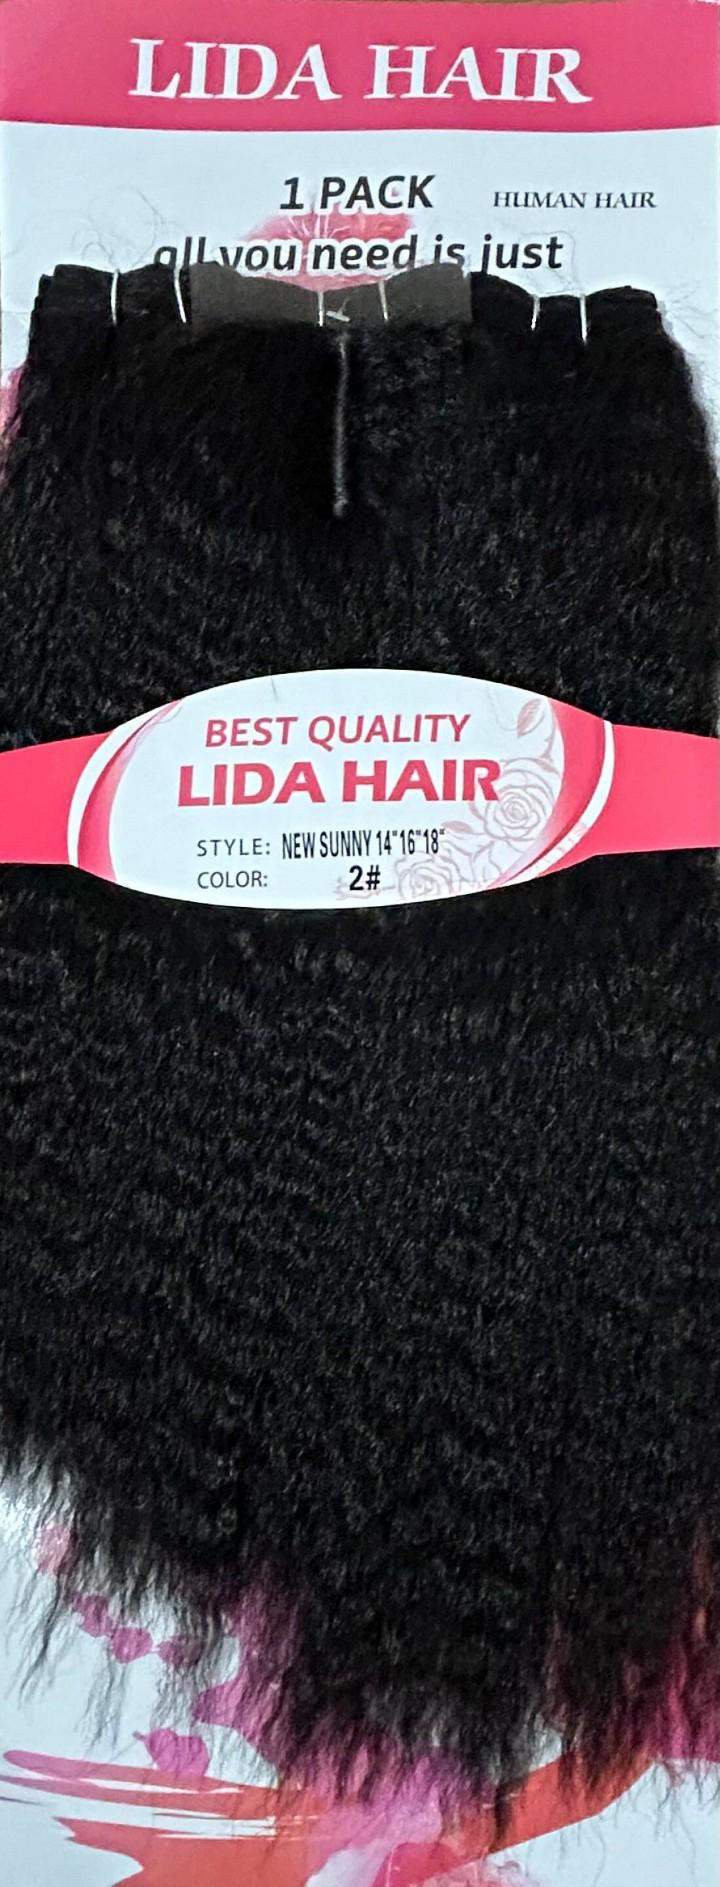 LIDA HAIR
1 PACK
HUMAN HAIR
all you need is just
BEST QUALITY
LIDA HAIR
STYLE: NEW SUNNY 14"16"18"
COLOR: 2#